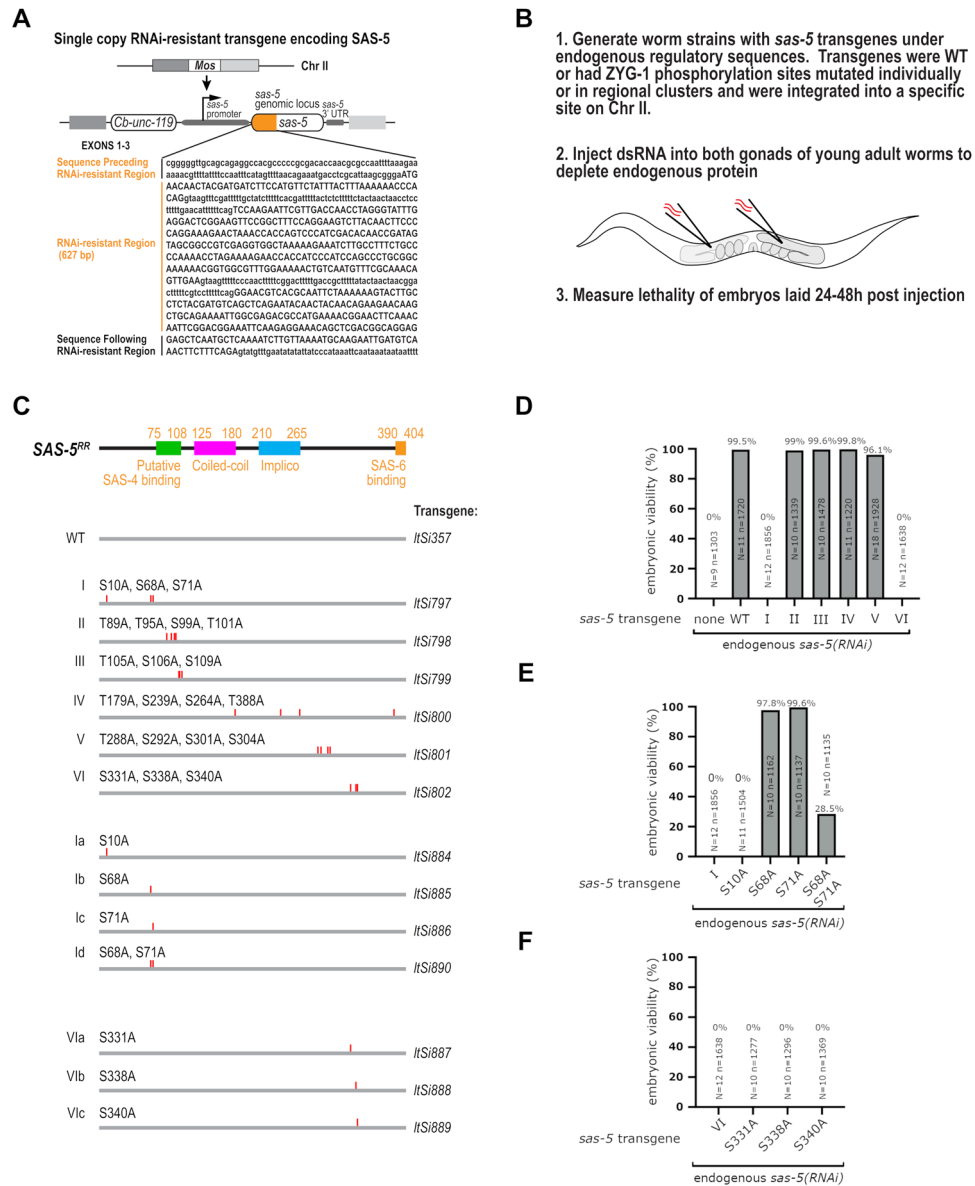 A
Single copy RNAi-resistant transgene encoding SAS-5
Mos
Chr II
sas-5 promoter
sas-5 genomic locus
sas-5 3' UTR
Cb-unc-119
sas-5
EXONS 1-3
Sequence Preceding RNAi-resistant Region
cgggggttgcagcagaggccacgcccccgcgacaccaacgcgccaattttaaagaa
aaaacgttttattttccaatttcatagttttaacagagaaatgacctcgcattaagcgggaATG
RNAi-resistant Region (627 bp)
AACAACTACGATGATCTTCCATGTTCTATTTACTTTAAAAAACCCA
CAGgtaagtttcgatttttgctatctttttcacgattttactctctttttctactaactaacctcc
tttttgaacattttttcagTCCAAGAATTCGTTGACCAACCTAGGGTATTTG
AGGACTCGGAAGTTCCGGCTTTCCAGGAAGTCTTACAACTTCCC
CAGGAAAGAACTAAACCACCAGTCCCATCGACACAACCGATAG
TAGCGGCCGTCGAGGTGGCTAAAAAGAAATCTTGCCTTTCTGCC
CCAAAACCTAGAAAAGAACCACCATCCCATCCAGCCCTGCGGC
AAAAAACGGTGGCGTTTGGAAAAACTGTCAATGTTTCGCAAACA
GTTGAAgtaagtttttcccaactttttcggactttttgaccgctttttatactaactaacggа
cttttttcgtcctttttcagGGAACGTCACGCAATTCTAAAAAAGTACTTGC
CTCTACGATGTCAGCTCAGAATACAACTACAACAGAAGAACAAG
CTGCAGAAAATTGGCGAGACGCCATGAAAACGGAACTTCAAAC
AATTCGGACGGAAATTCAAGAGGAAACAGCTCGACGGCAGGAG
Sequence Following RNAi-resistant Region
GAGCTCAATGCTCAAAATCTTGTTAAAATGCAAGAATTGATGTCA
AACTTCTTTCAGAgtatgtttgaatatatattatcccataaattcaataaataataatttt
B
1. Generate worm strains with sas-5 transgenes under
endogenous regulatory sequences. Transgenes were WT
or had ZYG-1 phosphorylation sites mutated individually
or in regional clusters and were integrated into a specific
site on Chr II.
2. Inject dsRNA into both gonads of young adult worms to
deplete endogenous protein
3. Measure lethality of embryos laid 24-48h post injection
C
75 108 125 180 210 265 390 404
SAS-5RR
Putative SAS-4 binding
Coiled-coil
Implico
SAS-6 binding
Transgene:
WT ltSi357
I S10A, S68A, S71A ltSi797
II T89A, T95A, S99A, T101A ltSi798
III T105A, S106A, S109A ltSi799
IV T179A, S239A, S264A, T388A ltSi800
V T288A, S292A, S301A, S304A ltSi801
VI S331A, S338A, S340A ltSi802
Ia S10A ltSi884
Ib S68A ltSi885
Ic S71A ltSi886
Id S68A, S71A ltSi890
VIa S331A ltSi887
VIb S338A ltSi888
VIc S340A ltSi889
D
embryonic viability (%)
100
80
60
40
20
0
0% 99.5% 0% 99% 99.6% 99.8% 96.1% 0%
N=9 n=1303
N=11 n=1720
N=12 n=1856
N=10 n=1339
N=10 n=1478
N=11 n=1220
N=18 n=1928
N=12 n=1638
sas-5 transgene none WT I II III IV V VI
endogenous sas-5(RNAi)
E
embryonic viability (%)
100
80
60
40
20
0
0% 0% 97.8% 99.6% 28.5%
N=12 n=1856
N=11 n=1504
N=10 n=1162
N=10 n=1137
N=10 n=1135
sas-5 transgene I S10A S68A S71A S68A S71A
endogenous sas-5(RNAi)
F
embryonic viability (%)
100
80
60
40
20
0
0% 0% 0% 0%
N=12 n=1638
N=10 n=1277
N=10 n=1296
N=10 n=1369
sas-5 transgene VI S331A S338A S340A
endogenous sas-5(RNAi)